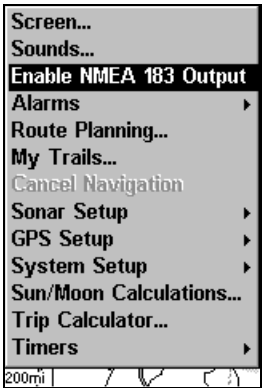 Screen...
Sounds...
Enable NMEA 183 Output
Alarms
Route Planning...
My Trails...
Cancel Navigation
Sonar Setup
GPS Setup
System Setup
Sun/Moon Calculations...
Trip Calculator...
Timers
200mi